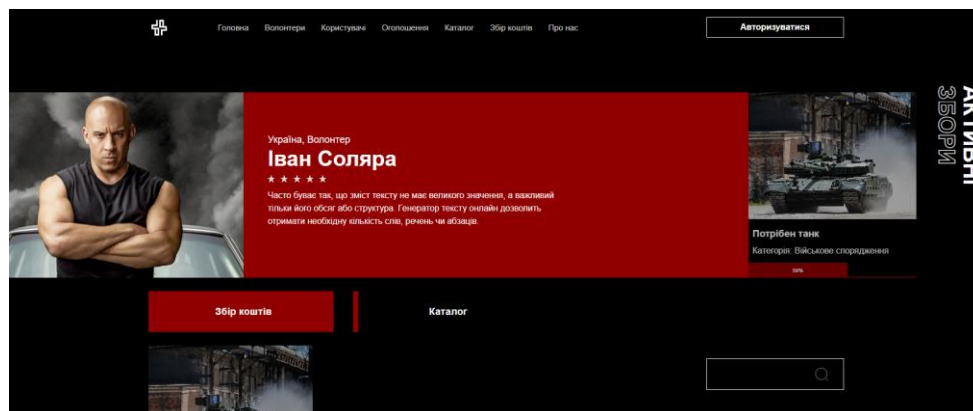 Головна Волонтери Користувачі Оголошення Каталог Збір коштів Про нас Авторизуватися
Україна, Волонтер
Іван Соляра
Часто буває так, що зміст тексту не має великого значення, а важливий
тільки його обсяг або структура. Генератор тексту онлайн дозволить
отримати необхідну кількість слів, речень чи абзаців.
АКТИВНІ
ЗБОРИ
Потрібен танк
Категорія: Військове спорядження
Збір коштів Каталог